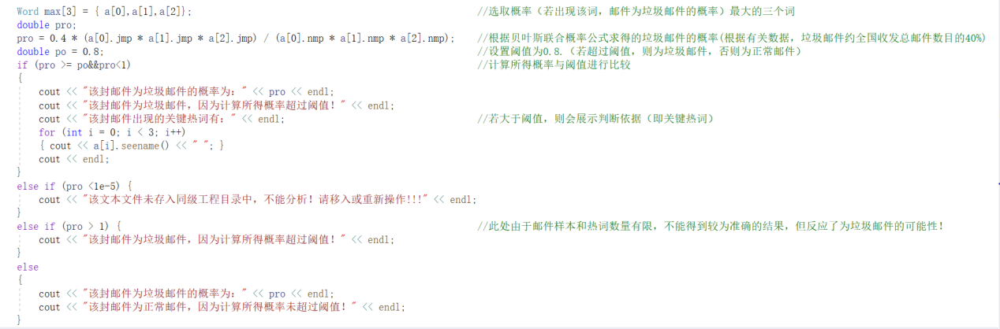 Word max[3] = { a[0],a[1],a[2]}; //选取概率（若出现该词，邮件为垃圾邮件的概率）最大的三个词
double pro;
pro = 0.4 * (a[0].jmp * a[1].jmp * a[2].jmp) / (a[0].nmp * a[1].nmp * a[2].nmp); //根据贝叶斯联合概率公式求得的垃圾邮件的概率(根据有关数据，垃圾邮件约全国收发总邮件数目的40%)
double po = 0.8; //设置阈值为0.8.（若超过阈值，则为垃圾邮件，否则为正常邮件）
if (pro >= po&&pro<1) //计算所得概率与阈值进行比较
{
cout << "该封邮件为垃圾邮件的概率为：" << pro << endl;
cout << "该封邮件为垃圾邮件，因为计算所得概率超过阈值！" << endl;
cout << "该封邮件出现的关键热词有：" << endl; //若大于阈值，则会展示判断依据（即关键热词）
for (int i = 0; i < 3; i++)
{ cout << a[i].seename() << " "; }
cout << endl;
}
else if (pro <1e-5) {
cout << "该文本文件未存入同级工程目录中，不能分析！请移入或重新操作!!!" << endl;
}
else if (pro > 1) { //此处由于邮件样本和热词数量有限，不能得到较为准确的结果，但反应了为垃圾邮件的可能性！
cout << "该封邮件为垃圾邮件，因为计算所得概率超过阈值！" << endl;
}
else
{
cout << "该封邮件为垃圾邮件的概率为：" << pro << endl;
cout << "该封邮件为正常邮件，因为计算所得概率未超过阈值！" << endl;
}